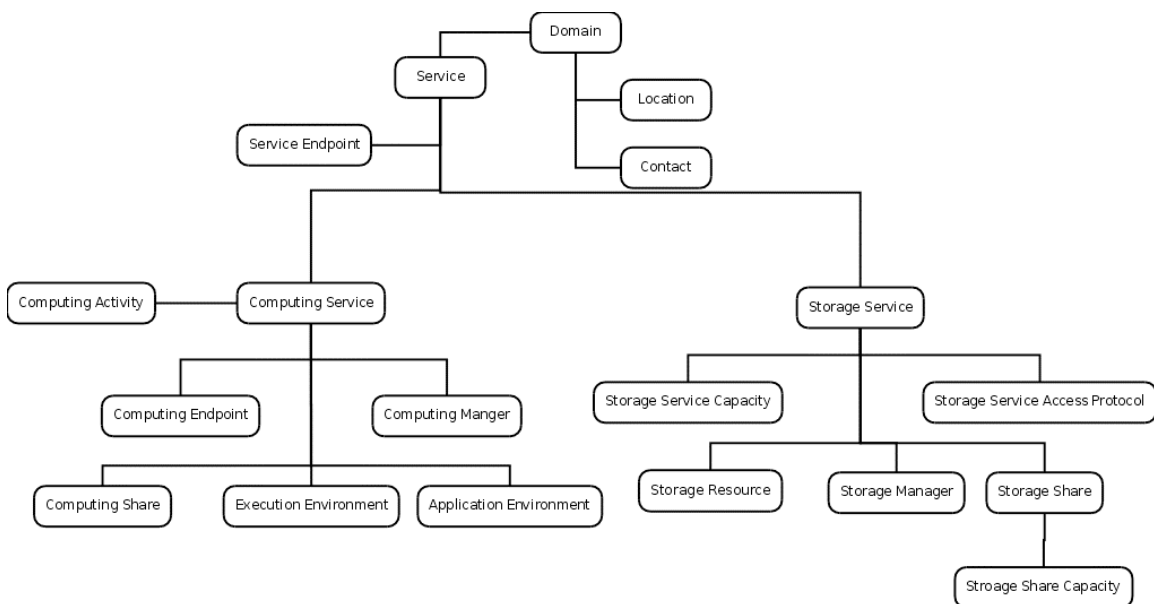 Domain
Service
Location
Service Endpoint
Contact
Computing Activity
Computing Service
Storage Service
Computing Endpoint
Computing Manger
Storage Service Capacity
Storage Service Access Protocol
Computing Share
Execution Environment
Application Environment
Storage Resource
Storage Manager
Storage Share
Stroage Share Capacity